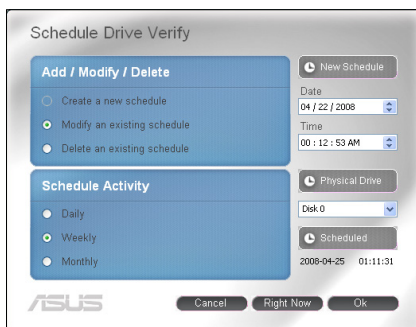 Schedule Drive Verify
Add / Modify / Delete
Create a new schedule
Modify an existing schedule
Delete an existing schedule
Schedule Activity
Daily
Weekly
Monthly
New Schedule
Date
04 / 22 / 2008
Time
00 : 12 : 53 AM
Physical Drive
Disk 0
Scheduled
2008-04-25 01:11:31
ASUS
Cancel Right Now Ok